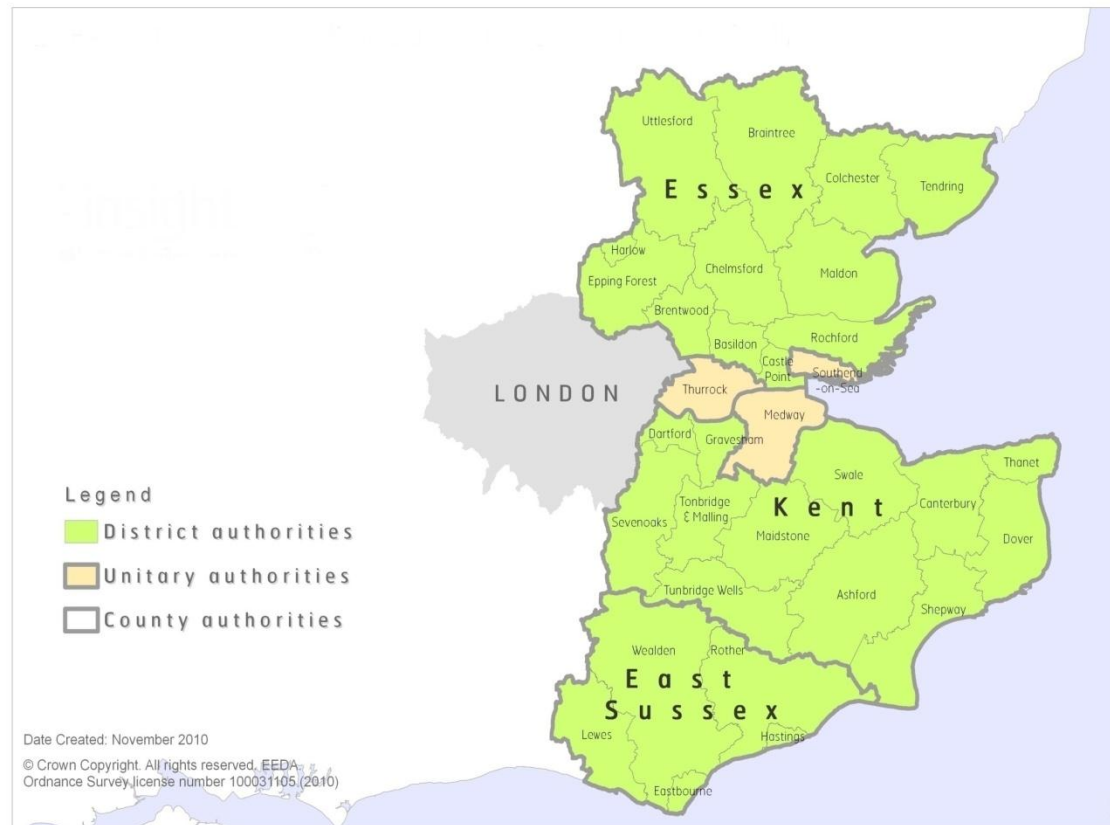 Uttlesford
Braintree
Colchester
Tendring
Essex
Harlow
Epping Forest
Chelmsford
Maldon
Brentwood
Basildon
Rochford
Castle
Point
Southend
-on-Sea
LONDON
Thurrock
Medway
Dartford
Gravesham
Swale
Thanet
Canterbury
Tonbridge
& Malling
Sevenoaks
Kent
Maidstone
Dover
Tunbridge Wells
Ashford
Shepway
Legend
District authorities
Unitary authorities
County authorities
Wealden
Rother
East
Sussex
Lewes
Hastings
Eastbourne
Date Created: November 2010
© Crown Copyright. All rights reserved, EEDA,
Ordnance Survey license number 100031105 (2010)
insight